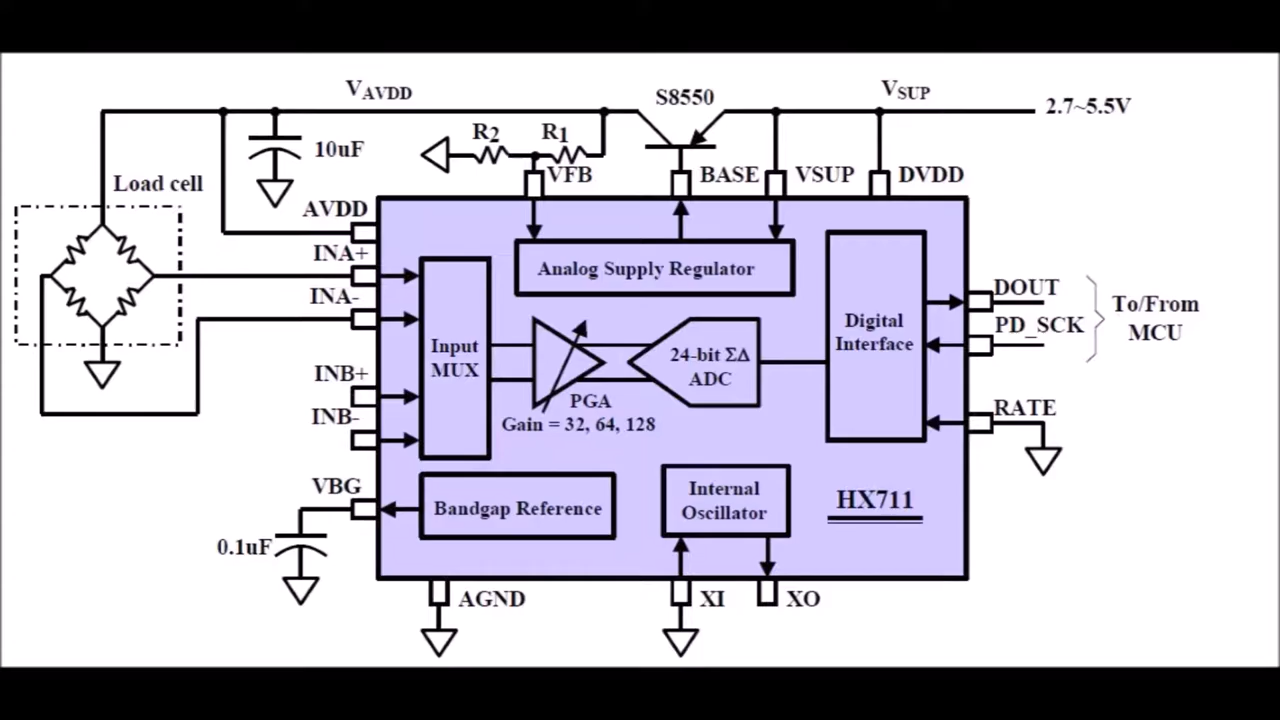 V_AVDD
S8550
V_SUP
2.7~5.5V
R2
R1
10uF
VFB
BASE
VSUP
DVDD
Load cell
AVDD
INA+
INA-
Analog Supply Regulator
DOUT
PD_SCK
To/From
MCU
Digital
Interface
Input
MUX
24-bit ΣΔ
ADC
INB+
INB-
PGA
Gain = 32, 64, 128
RATE
VBG
Bandgap Reference
Internal
Oscillator
HX711
0.1uF
AGND
XI
XO